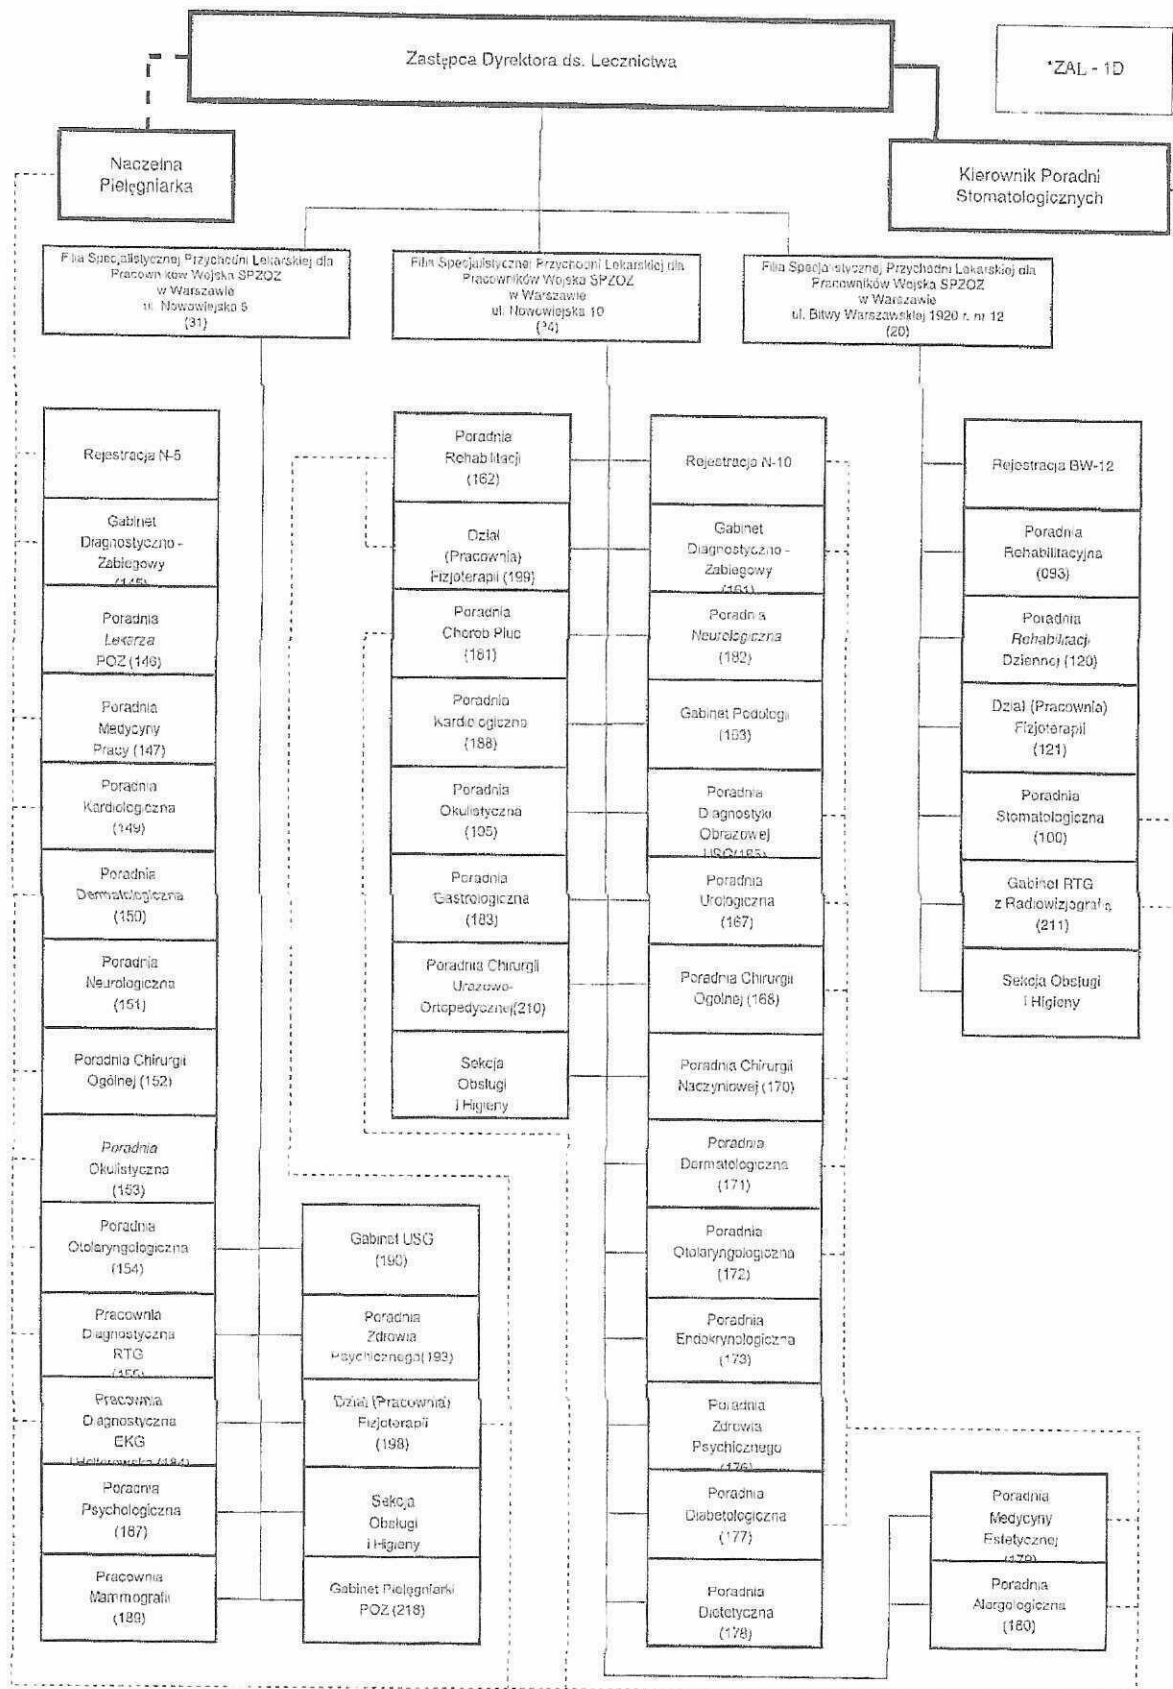 Zastępca Dyrektora ds. Lecznictwa
*ZAL - 1D
Naczelna
Pielęgniarka
Kierownik Poradni
Stomatologicznych
Filia Specjalistycznej Przychodni Lekarskiej dla
Pracowników Wojska SPZOZ
w Warszawie
ul. Nowowiejska 5
(31)
Filia Specjalistycznej Przychodni Lekarskiej dla
Pracowników Wojska SPZOZ
w Warszawie
ul. Nowowiejska 10
Filia Specjalistycznej Przychodni Lekarskiej dla
Pracowników Wojska SPZOZ
w Warszawie
ul. Bitwy Warszawskiej 1920 r. nr 12
(20)
Rejestracja N-5
Gabinet
Diagnostyczno -
Zabiegowy
(145)
Poradnia
Lekarza
POZ (146)
Poradnia
Medycyny
Pracy (147)
Poradnia
Kardiologiczna
(149)
Poradnia
Dermatologiczna
(150)
Poradnia
Neurologiczna
(151)
Poradnia Chirurgii
Ogólnej (152)
Poradnia
Okulistyczna
(153)
Poradnia
Otolaryngologiczna
(154)
Pracownia
Diagnostyczna
RTG
(155)
Pracownia
Diagnostyczna
EKG
i Holterowska (184)
Poradnia
Psychologiczna
(187)
Pracownia
Mammografii
(189)
Gabinet USG
(190)
Poradnia
Zdrowia
Psychicznego(193)
Dział (Pracownia)
Fizjoterapii
(198)
Sekcja
Obsługi
i Higieny
Gabinet Pielęgniarki
POZ (218)
Poradnia
Rehabilitacji
(162)
Dział
(Pracownia)
Fizjoterapii (199)
Poradnia
Chorob Płuc
(181)
Poradnia
Kardiologiczna
(188)
Poradnia
Okulistyczna
(195)
Poradnia
Gastrologiczna
(183)
Poradnia Chirurgii
Urazowo-
Ortopedycznej(210)
Sekcja
Obsługi
i Higieny
Rejestracja N-10
Gabinet
Diagnostyczno -
Zabiegowy
(161)
Poradnia
Neurologiczna
(182)
Gabinet Podologii
(163)
Poradnia
Diagnostyki
Obrazowej
USG(165)
Poradnia
Urologiczna
(167)
Poradnia Chirurgii
Ogólnej (168)
Poradnia Chirurgii
Naczyniowej (170)
Poradnia
Dermatologiczna
(171)
Poradnia
Otolaryngologiczna
(172)
Poradnia
Endokrynologiczna
(173)
Poradnia
Zdrowia
Psychicznego
(176)
Poradnia
Diabetologiczna
(177)
Poradnia
Dietetyczna
(178)
Rejestracja BW-12
Poradnia
Rehabilitacyjna
(093)
Poradnia
Rehabilitacji
Dziennej (120)
Dział (Pracownia)
Fizjoterapii
(121)
Poradnia
Stomatologiczna
(100)
Gabinet RTG
z Radiowizjografią
(211)
Sekcja Obsługi
i Higieny
Poradnia
Medycyny
Estetycznej
(179)
Poradnia
Alergologiczna
(180)